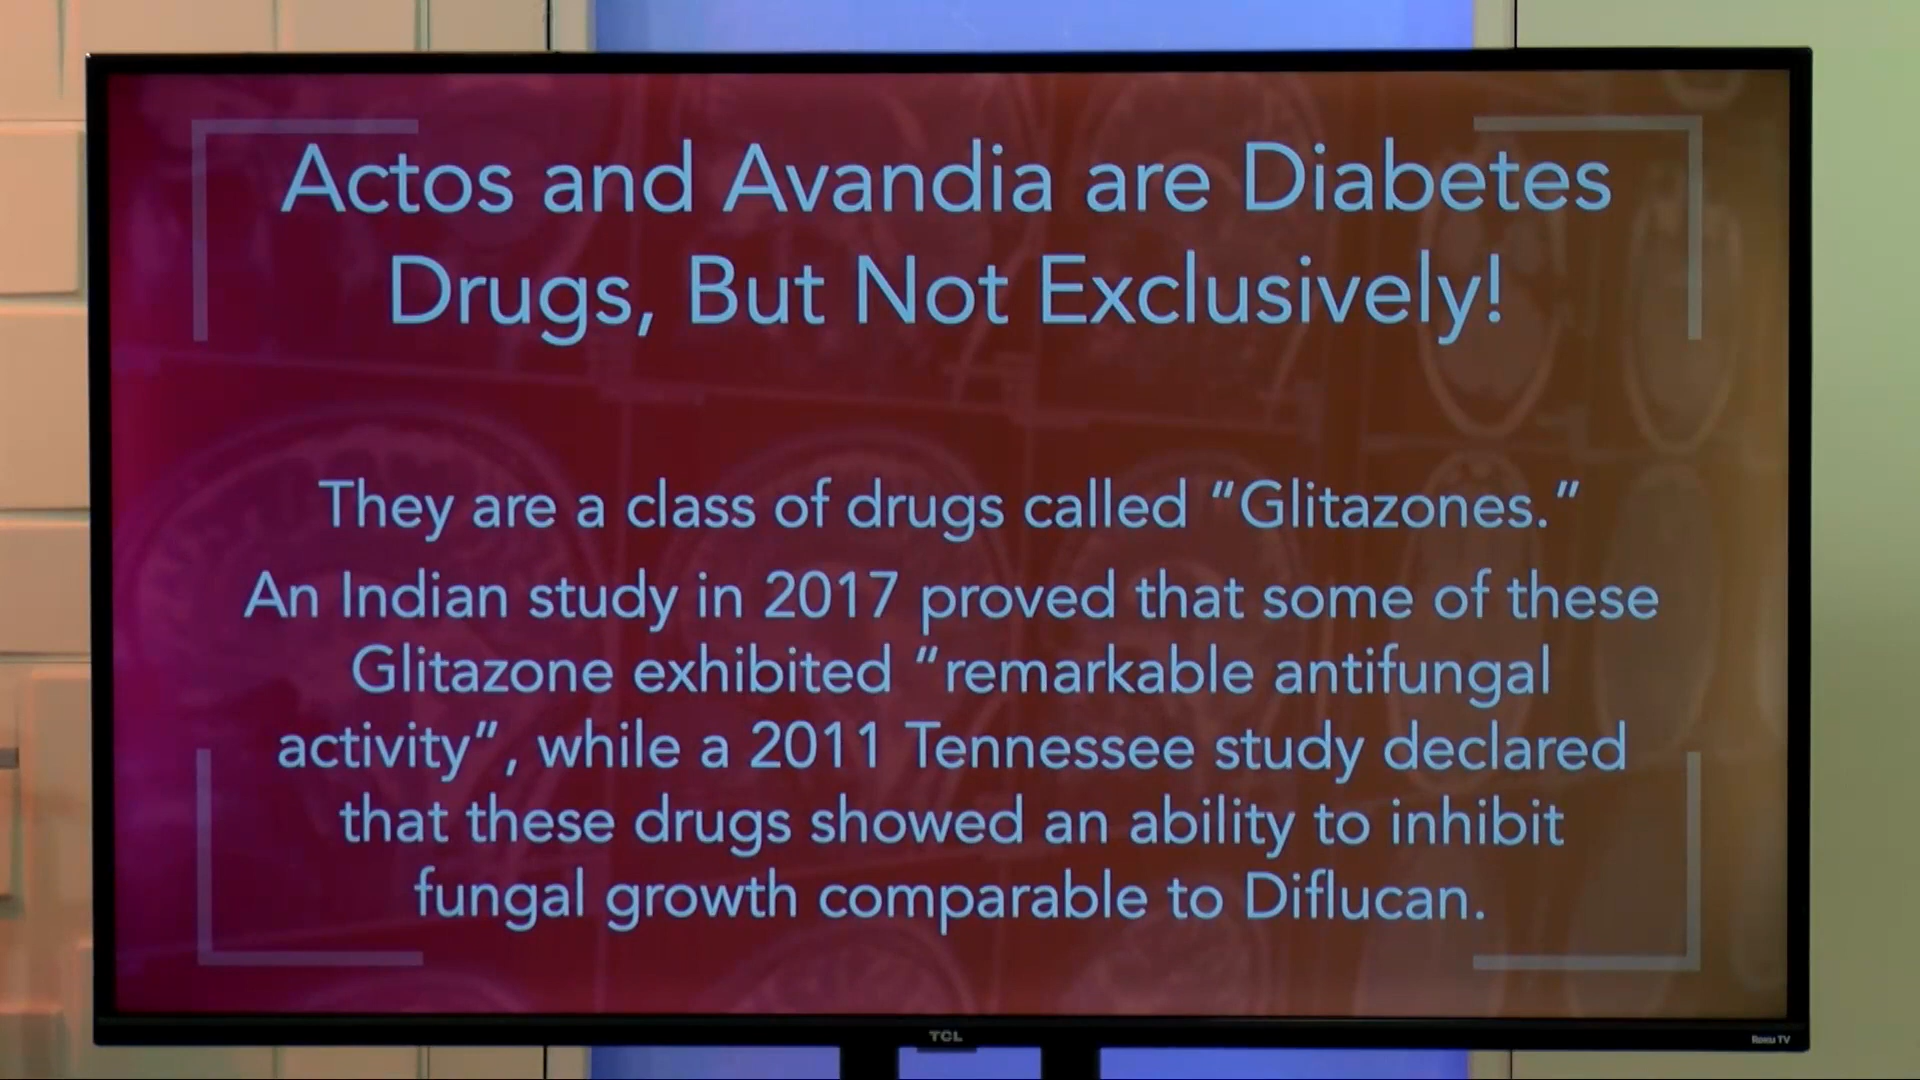 Actos and Avandia are Diabetes
Drugs, But Not Exclusively!
They are a class of drugs called “Glitazones.”
An Indian study in 2017 proved that some of these
Glitazone exhibited “remarkable antifungal
activity”, while a 2011 Tennessee study declared
that these drugs showed an ability to inhibit
fungal growth comparable to Diflucan.
TCL
Roku TV